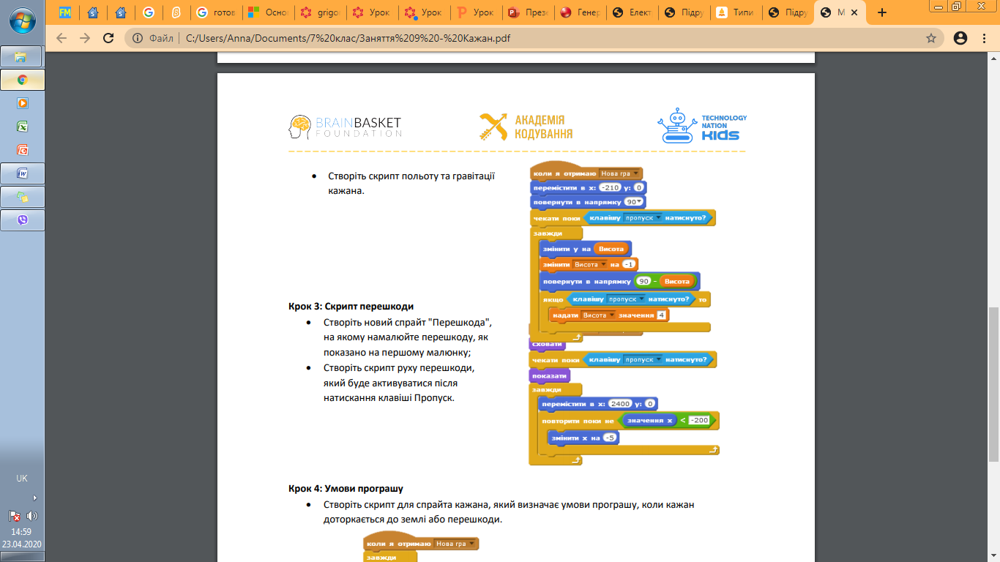 готов
Осно
grigo
Урок
Урок
Урок
През
Генер
Елект
Підру
Типи
Підру
М
Файл C:/Users/Anna/Documents/7%20клас/Заняття%209%20-%20Кажан.pdf
BRAINBASKET
FOUNDATION
АКАДЕМІЯ
КОДУВАННЯ
TECHNOLOGY
NATION
KIDS
Створіть скрипт польоту та гравітації
кажана.
коли я отримаю Нова гра
перемістити в x: -210 y: 0
повернути в напрямку 90
чекати поки клавішу пропуск натиснуто?
завжди
змінити y на Висота
змінити Висота на -1
повернути в напрямку 90 - Висота
якщо клавішу пропуск натиснуто? то
надати Висота значення 4
Крок 3: Скрипт перешкоди
Створіть новий спрайт "Перешкода",
на якому намалюйте перешкоду, як
показано на першому малюнку;
Створіть скрипт руху перешкоди,
який буде активуватися після
натискання клавіші Пропуск.
сховати
чекати поки клавішу пропуск натиснуто?
показати
завжди
перемістити в x: 2400 y: 0
повторити поки не значення x < -200
змінити x на -5
Крок 4: Умови програшу
Створіть скрипт для спрайта кажана, який визначає умови програшу, коли кажан
доторкається до землі або перешкоди.
коли я отримаю Нова гра
завжди
UK
14:59
23.04.2020